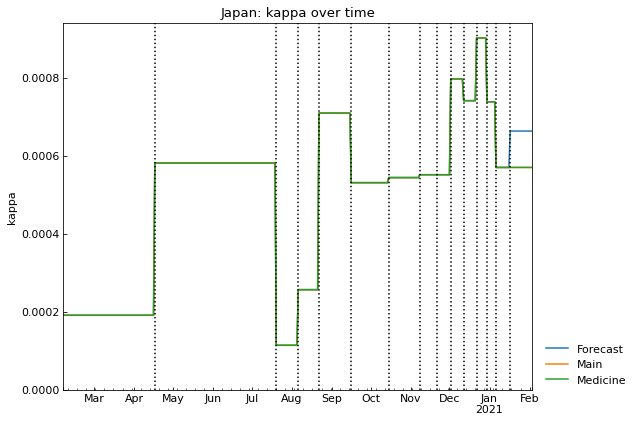 Japan: kappa over time
kappa
0.0008
0.0006
0.0004
0.0002
0.0000
Mar Apr May Jun Jul Aug Sep Oct Nov Dec Jan Feb
2021
Forecast
Main
Medicine